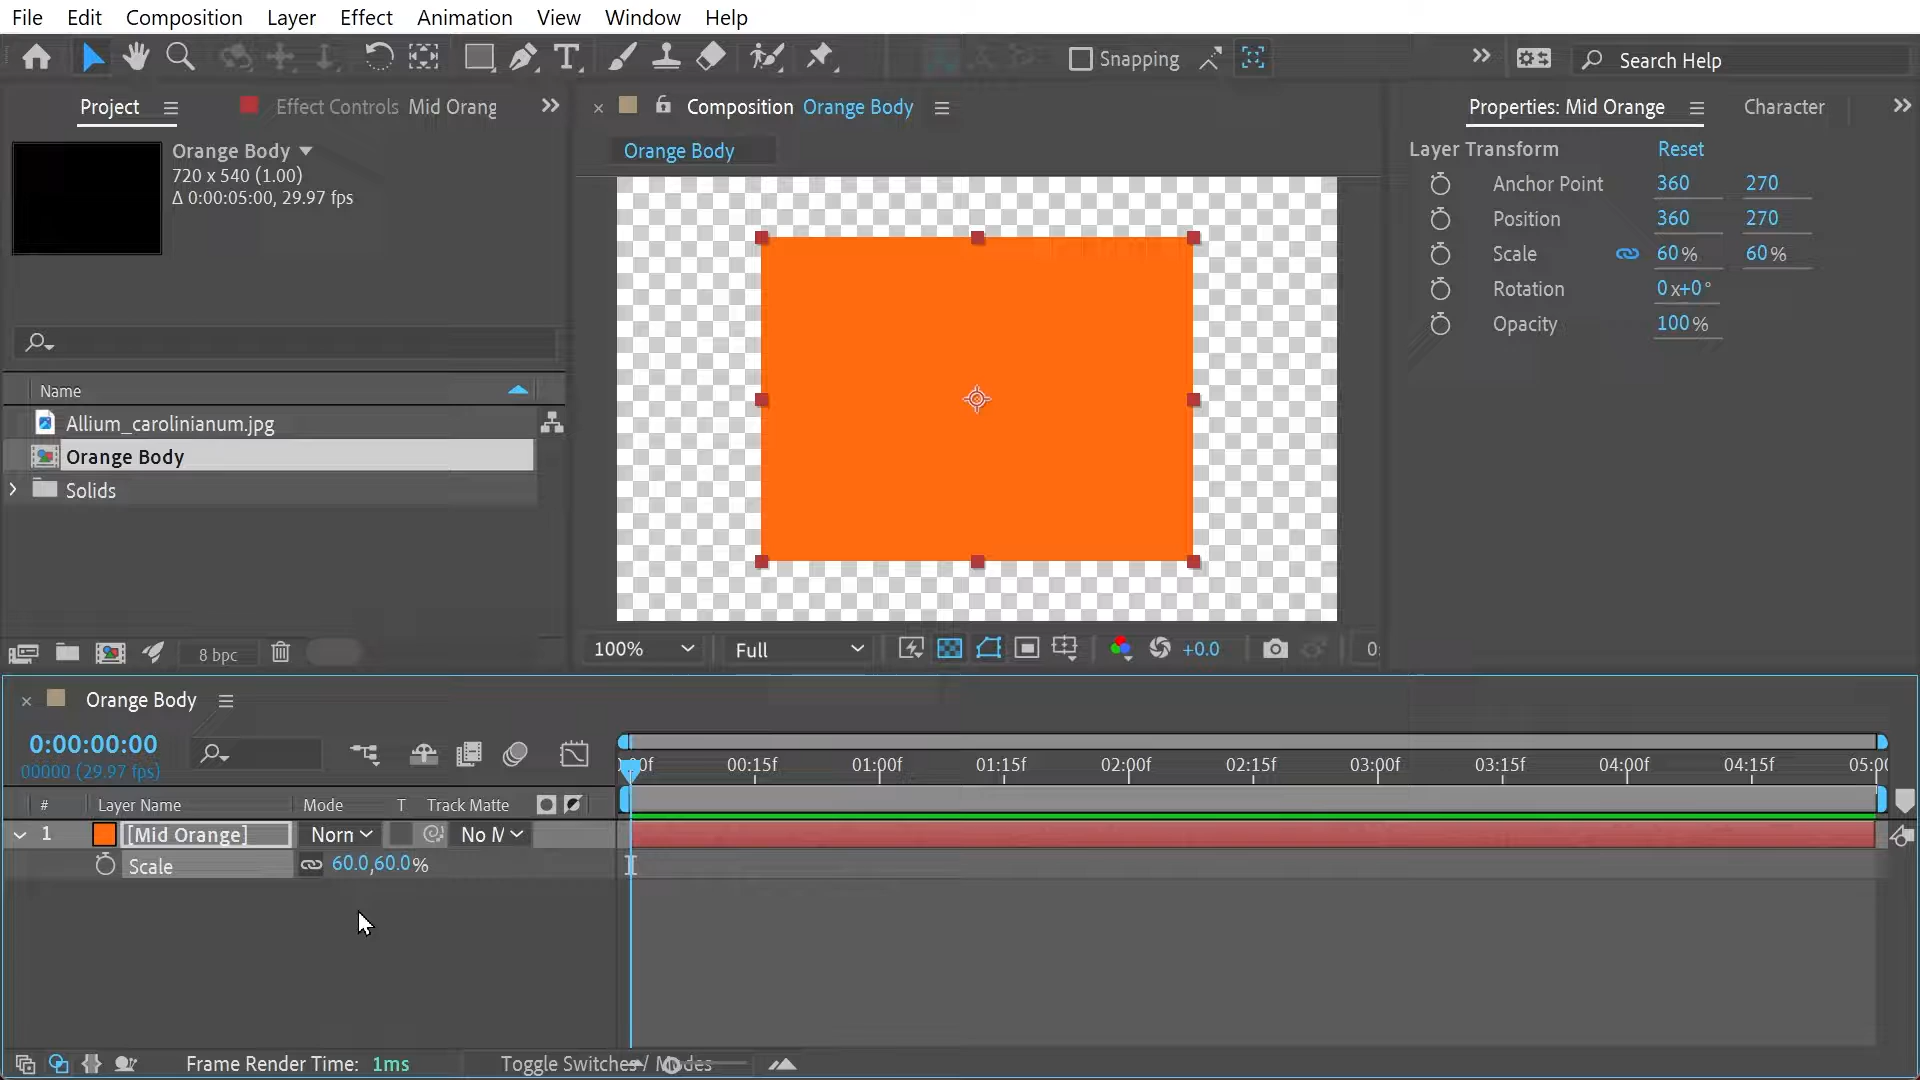 File Edit Composition Layer Effect Animation View Window Help
Snapping
Search Help
Project
Effect Controls Mid Orang
Composition Orange Body
Properties: Mid Orange
Character
Orange Body
720 x 540 (1.00)
Δ 0:00:05:00, 29.97 fps
Orange Body
Layer Transform Reset
Anchor Point 360 270
Position 360 270
Scale 60% 60%
Rotation 0x+0°
Opacity 100%
Name
Allium_carolinianum.jpg
Orange Body
Solids
8 bpc
100% Full +0.0 0:
Orange Body
0:00:00:00
00000 (29.97 fps)
00:15f 01:00f 01:15f 02:00f 02:15f 03:00f 03:15f 04:00f 04:15f 05:00
# Layer Name Mode T Track Matte
1 [Mid Orange] Norn No M
Scale 60.0,60.0%
Frame Render Time: 1ms
Toggle Switches / Modes